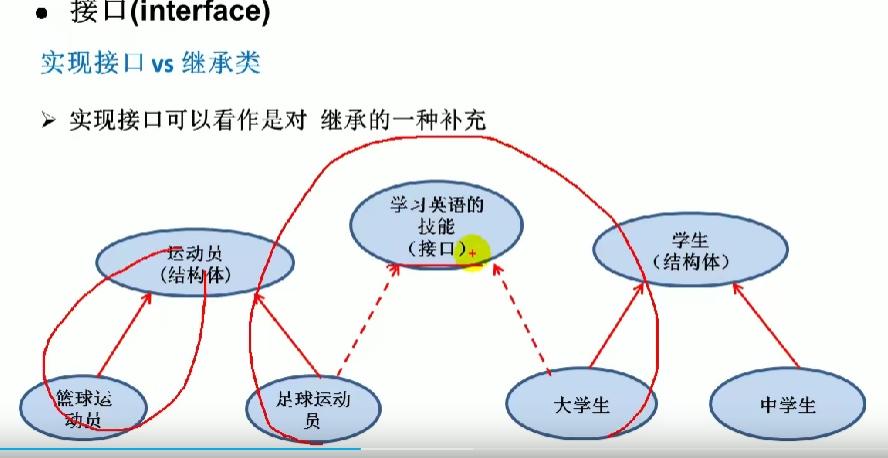 ● 接口(interface)
实现接口 vs 继承类
➢ 实现接口可以看作是对 继承的一种补充
学习英语的
技能
(接口)
运动员
(结构体)
学生
(结构体)
篮球运
动员
足球运动
员
大学生
中学生